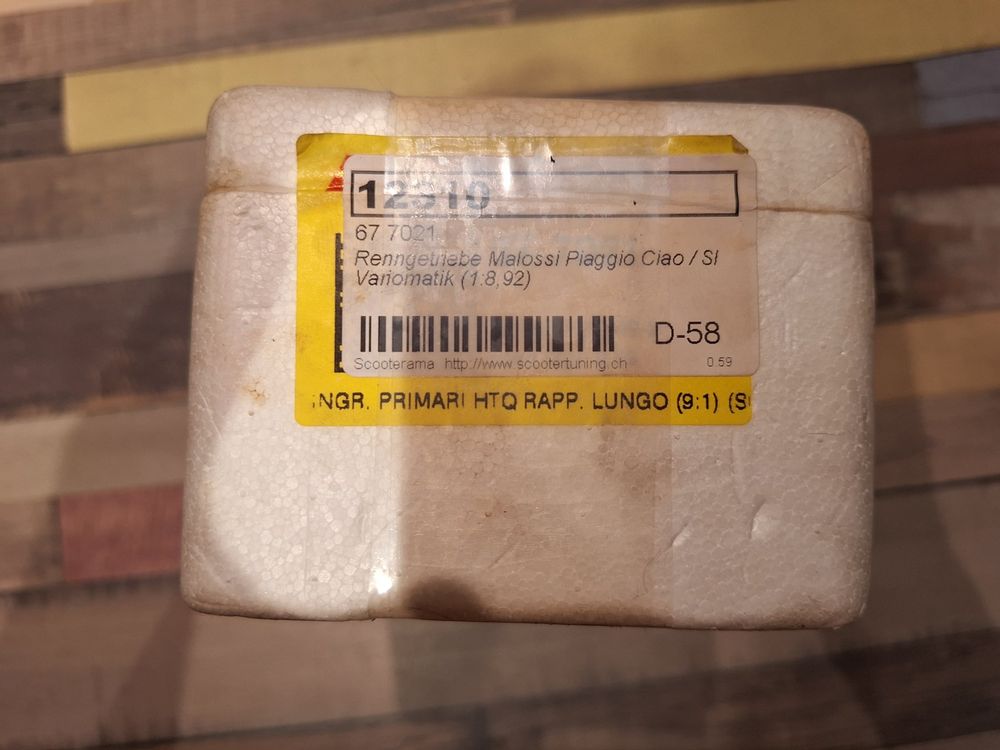 12310
67 7021
Renngetriebe Malossi Piaggio Ciao / SI
Variomatik (1:8,92)
D-58
Scooterama http://www.scootertuning.ch
0.59
NGR. PRIMARI HTQ RAPP. LUNGO (9:1)